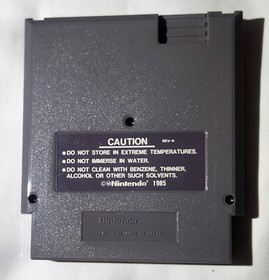 CAUTION REV-A
• DO NOT STORE IN EXTREME TEMPERATURES.
• DO NOT IMMERSE IN WATER.
• DO NOT CLEAN WITH BENZENE, THINNER,
ALCOHOL OR OTHER SUCH SOLVENTS.
©®Nintendo® 1985
Nintendo